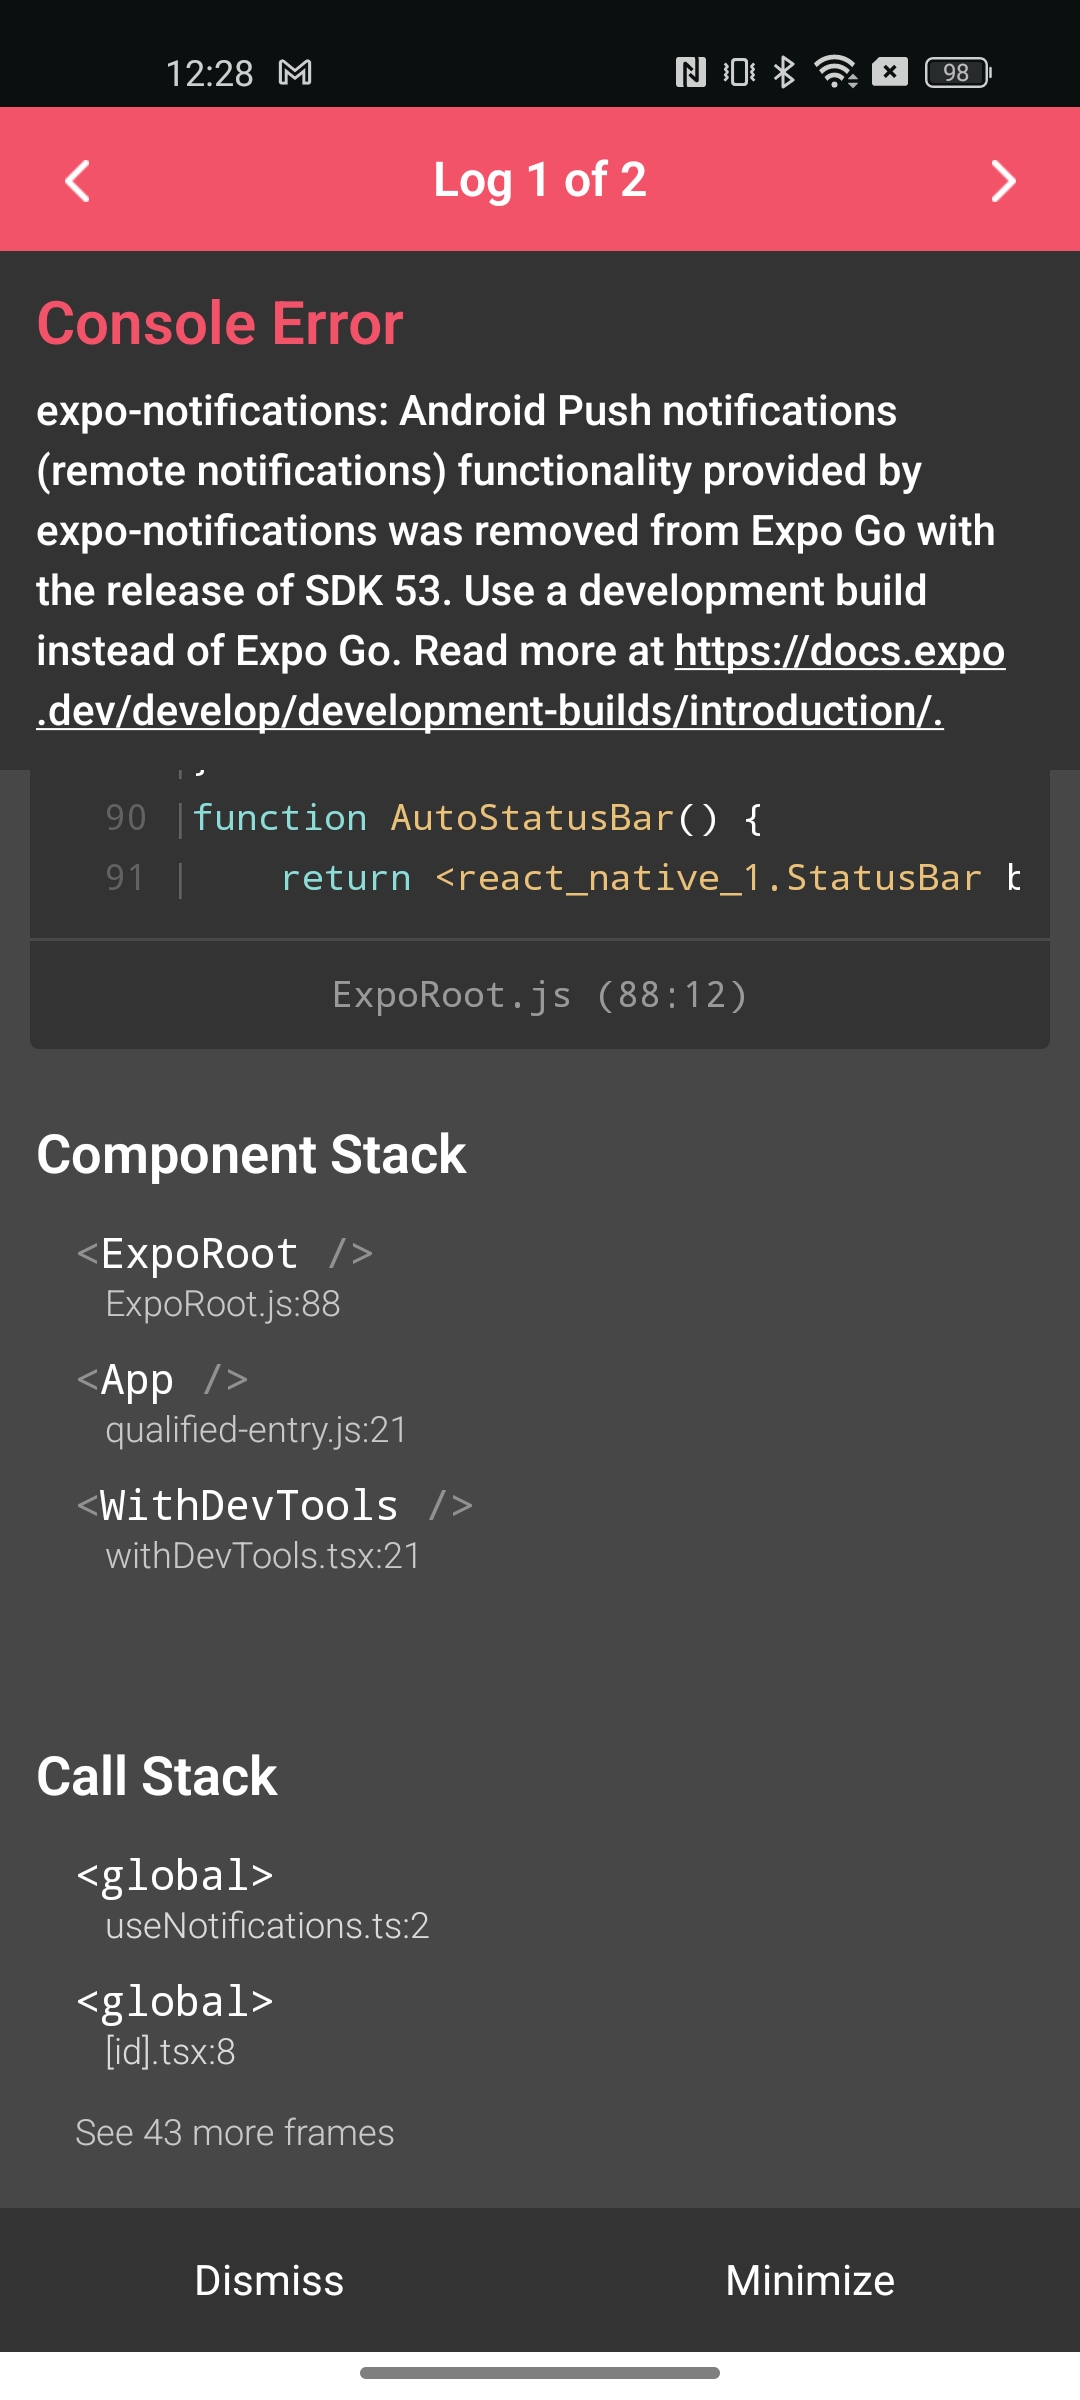 12:28 98
Log 1 of 2
Console Error
expo-notifications: Android Push notifications
(remote notifications) functionality provided by
expo-notifications was removed from Expo Go with
the release of SDK 53. Use a development build
instead of Expo Go. Read more at https://docs.expo
.dev/develop/development-builds/introduction/.
90 |function AutoStatusBar() {
91 |    return <react_native_1.StatusBar b
ExpoRoot.js (88:12)
Component Stack
<ExpoRoot />
ExpoRoot.js:88
<App />
qualified-entry.js:21
<WithDevTools />
withDevTools.tsx:21
Call Stack
<global>
useNotifications.ts:2
<global>
[id].tsx:8
See 43 more frames
Dismiss Minimize